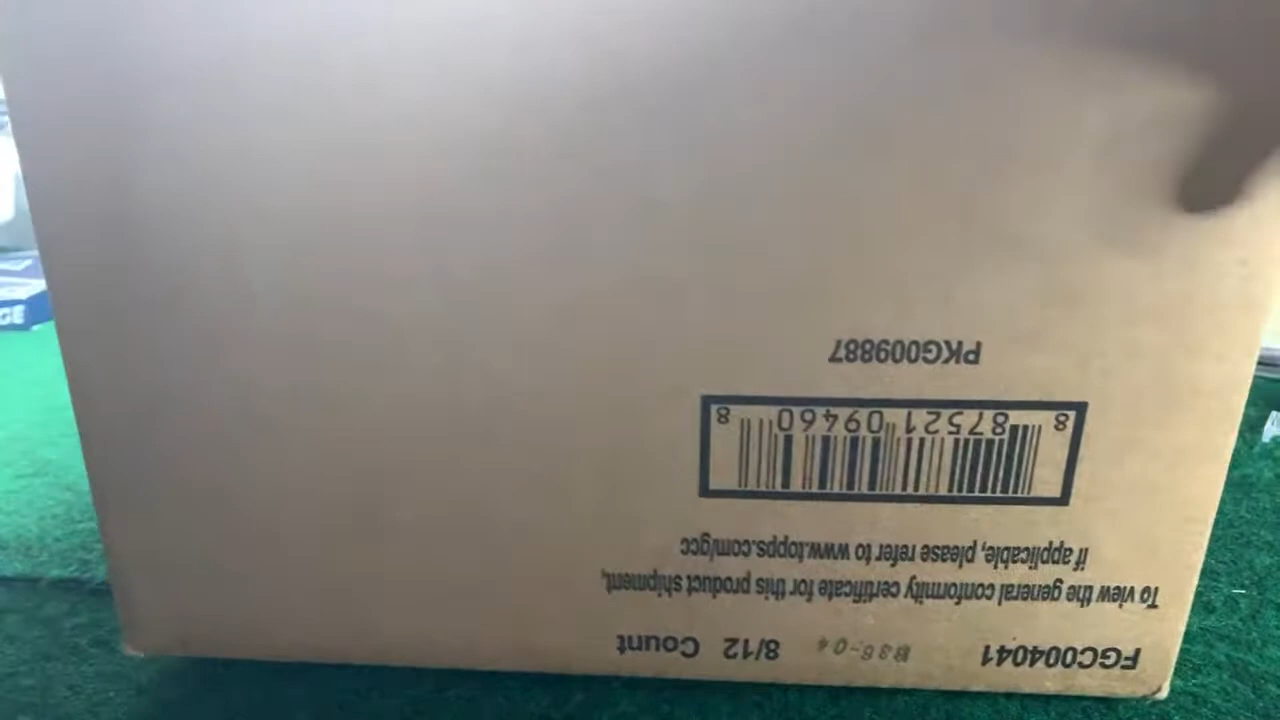 FGC004041 8/12 Count
To view the general conformity certificate for this product shipment,
if applicable, please refer to www.topps.com/gcc
8 87521 09460 8
PKG009887
GE